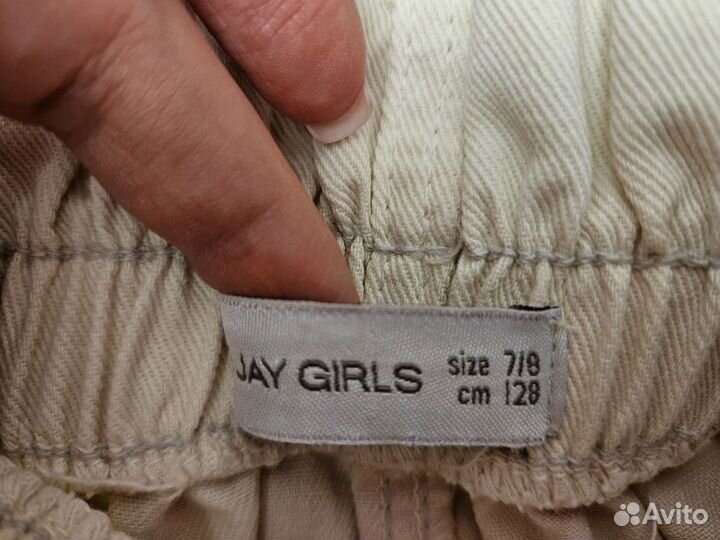 JAY GIRLS
size 7/8
cm 128
Avito